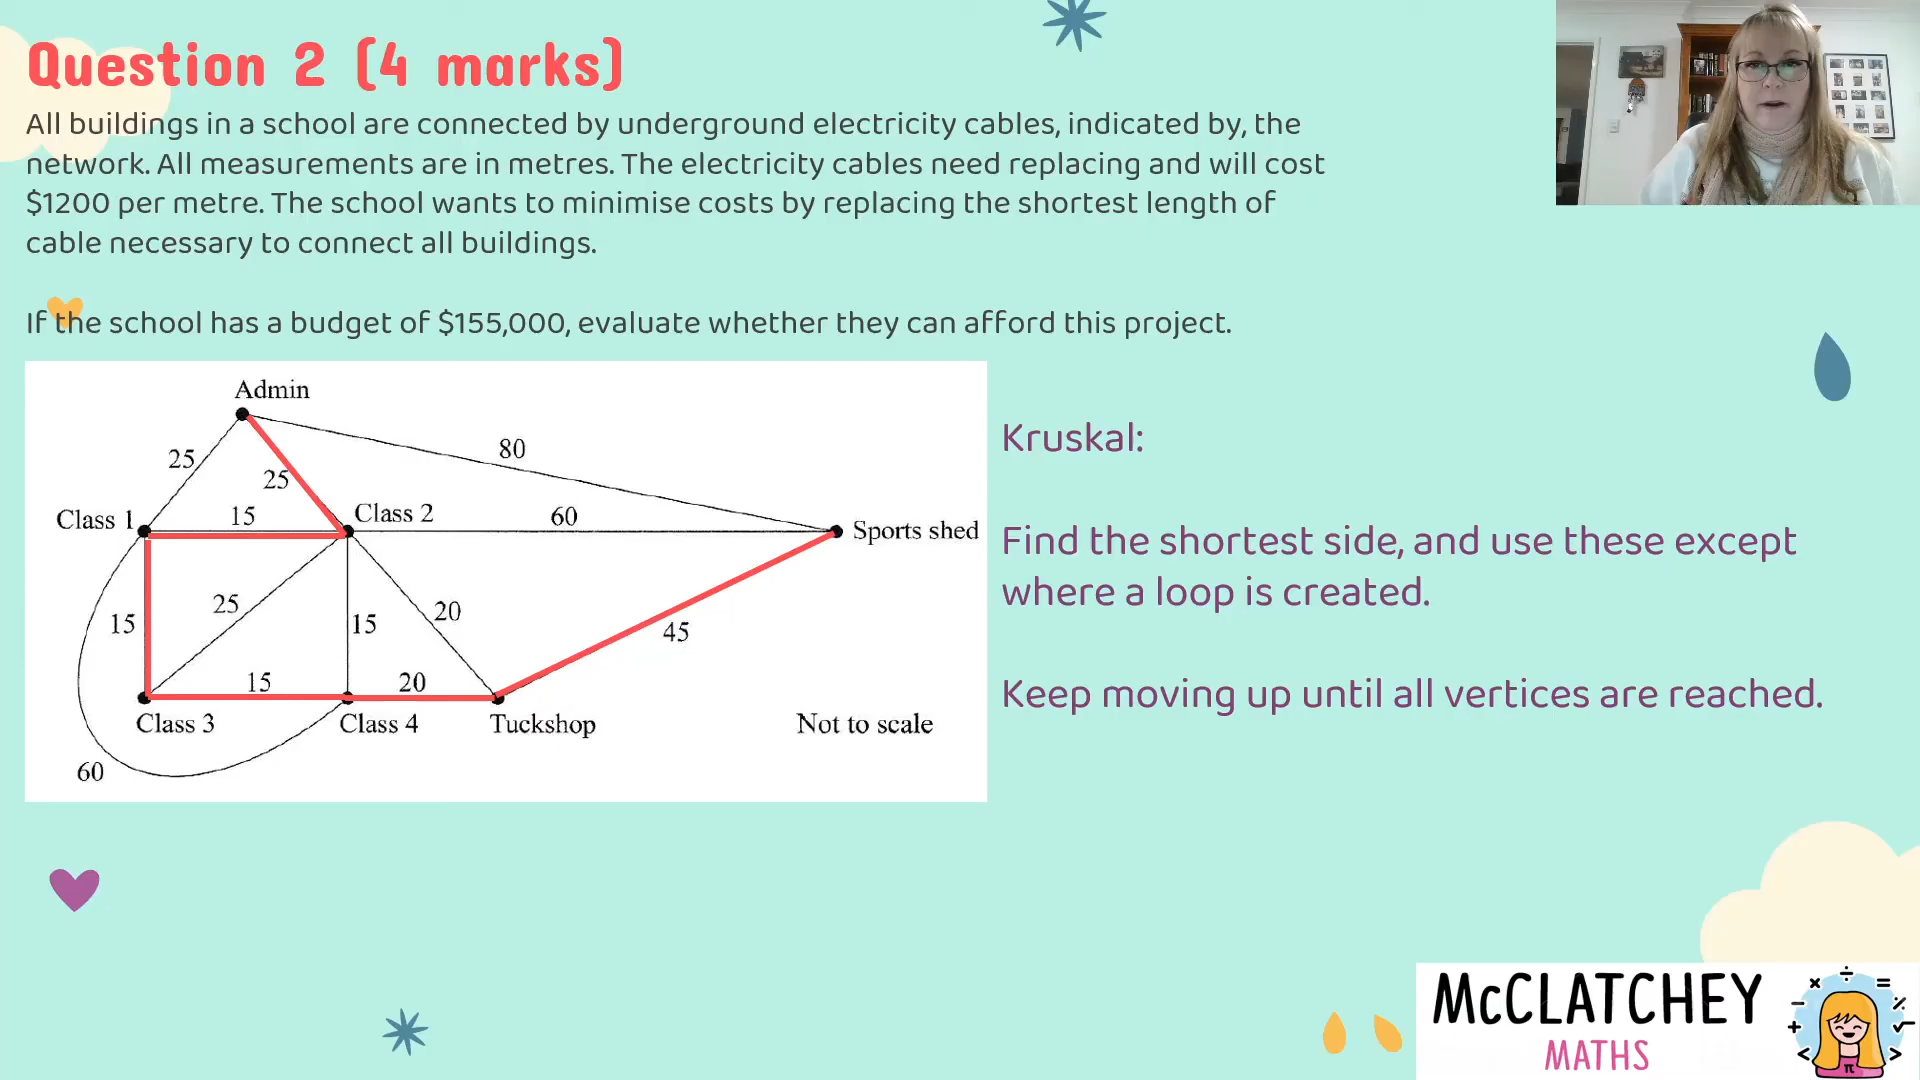 Question 2 (4 marks)
All buildings in a school are connected by underground electricity cables, indicated by, the
network. All measurements are in metres. The electricity cables need replacing and will cost
$1200 per metre. The school wants to minimise costs by replacing the shortest length of
cable necessary to connect all buildings.
If the school has a budget of $155,000, evaluate whether they can afford this project.
Admin
25
25
80
Class 1
15
Class 2
60
Sports shed
15
25
15
20
45
15
20
Class 3
Class 4
Tuckshop
Not to scale
60
Kruskal:
Find the shortest side, and use these except
where a loop is created.
Keep moving up until all vertices are reached.
McCLATCHEY
MATHS
× ÷ = − % + √ < > π